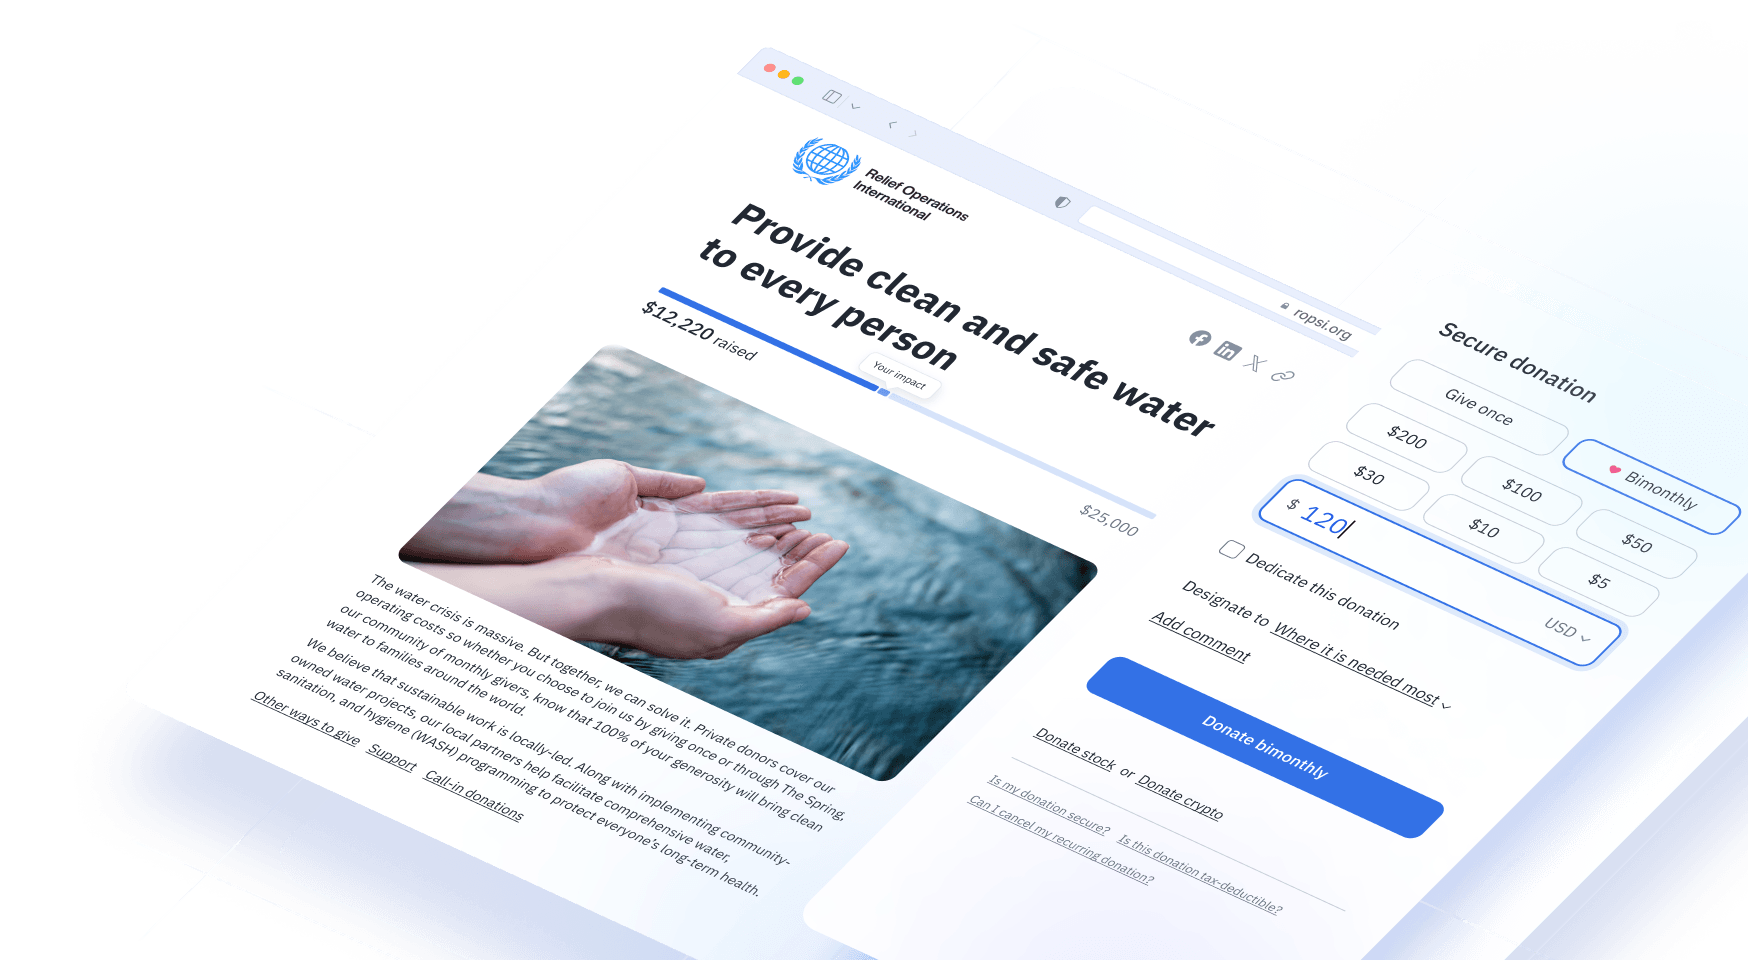 ropsi.org
Relief Operations
International
Provide clean and safe water
to every person
$12,220 raised
Your impact
$25,000
The water crisis is massive. But together, we can solve it. Private donors cover our
operating costs so whether you choose to join us by giving once or through The Spring,
our community of monthly givers, know that 100% of your generosity will bring clean
water to families around the world.
We believe that sustainable work is locally-led. Along with implementing community-
owned water projects, our local partners help facilitate comprehensive water,
sanitation, and hygiene (WASH) programming to protect everyone's long-term health.
Other ways to give Support Call-in donations
Secure donation
Give once Bimonthly
$200 $100 $50
$30 $10 $5
$ 120 USD
Dedicate this donation
Designate to Where it is needed most
Add comment
Donate bimonthly
Donate stock or Donate crypto
Is my donation secure? Is this donation tax-deductible?
Can I cancel my recurring donation?